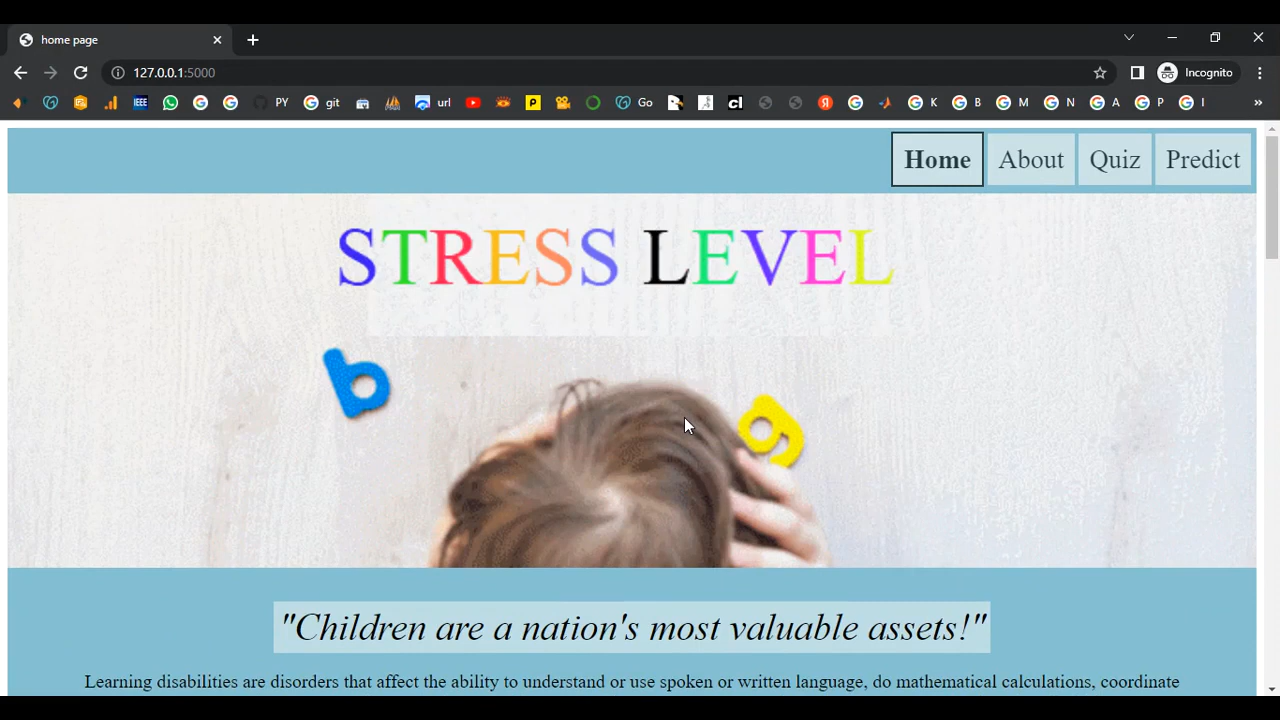 home page
127.0.0.1:5000
Incognito
IEEE
PY
git
url
Go
K
B
M
N
A
P
I
Home
About
Quiz
Predict
STRESS LEVEL
b
g
"Children are a nation's most valuable assets!"
Learning disabilities are disorders that affect the ability to understand or use spoken or written language, do mathematical calculations, coordinate